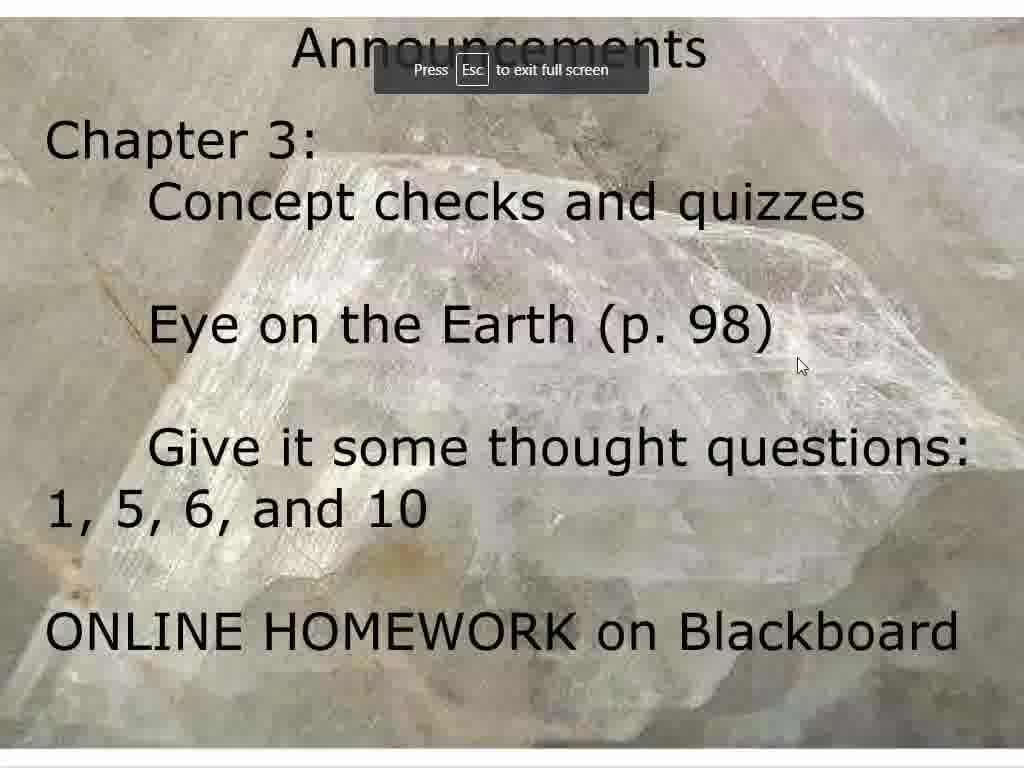 Announcements
Press Esc to exit full screen
Chapter 3:
Concept checks and quizzes
Eye on the Earth (p. 98)
Give it some thought questions:
1, 5, 6, and 10
ONLINE HOMEWORK on Blackboard